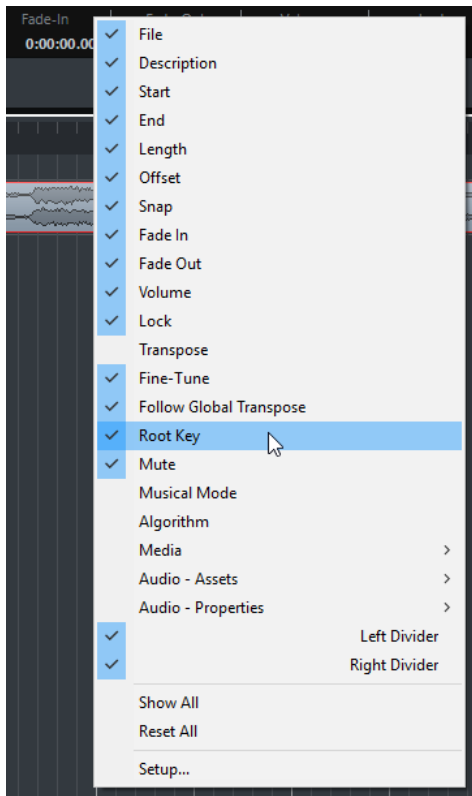 Fade-In
0:00:00.00
File
Description
Start
End
Length
Offset
Snap
Fade In
Fade Out
Volume
Lock
Transpose
Fine-Tune
Follow Global Transpose
Root Key
Mute
Musical Mode
Algorithm
Media
Audio - Assets
Audio - Properties
Left Divider
Right Divider
Show All
Reset All
Setup...